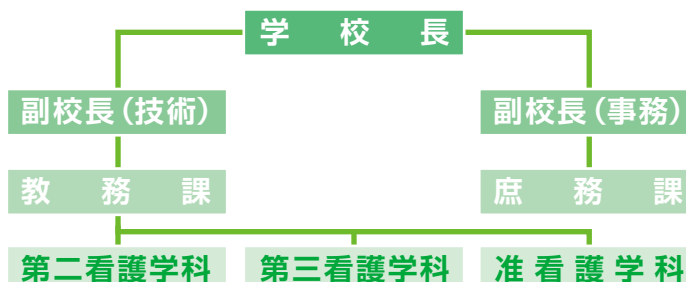 学校長
副校長（技術） 副校長（事務）
教務課 庶務課
第二看護学科 第三看護学科 准看護学科